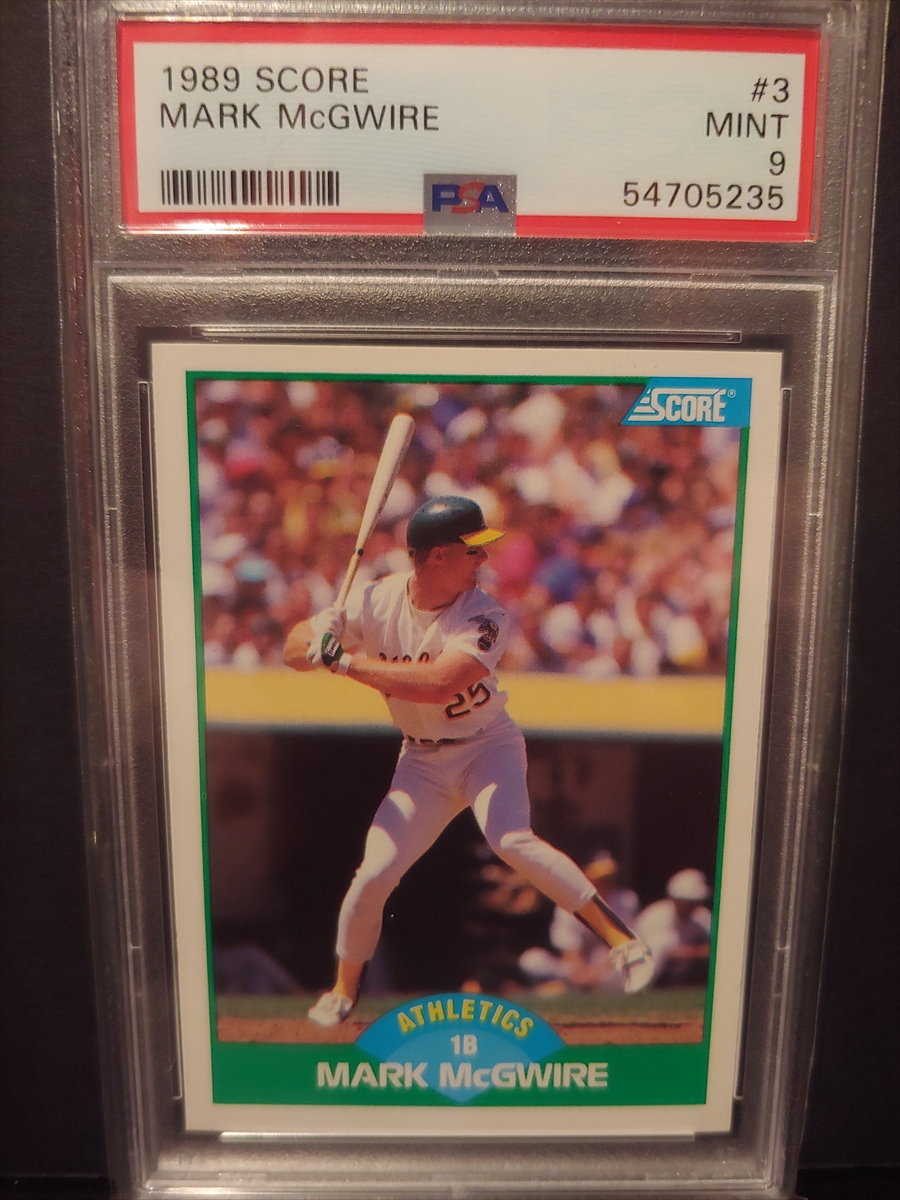 1989 SCORE #3
MARK McGWIRE MINT
9
PSA 54705235
SCORE®
25
ATHLETICS
1B
MARK McGWIRE